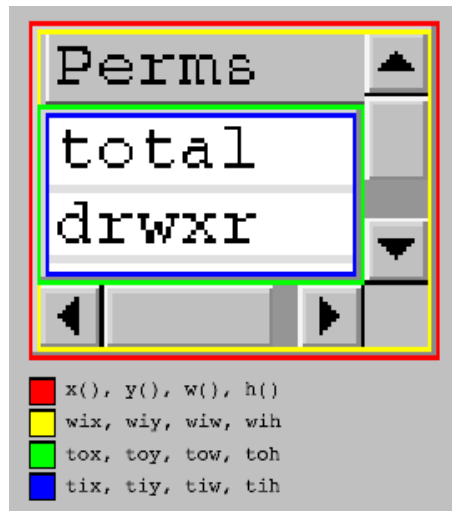 Perms
total
drwxr
x(), y(), w(), h()
wix, wiy, wiw, wih
tox, toy, tow, toh
tix, tiy, tiw, tih